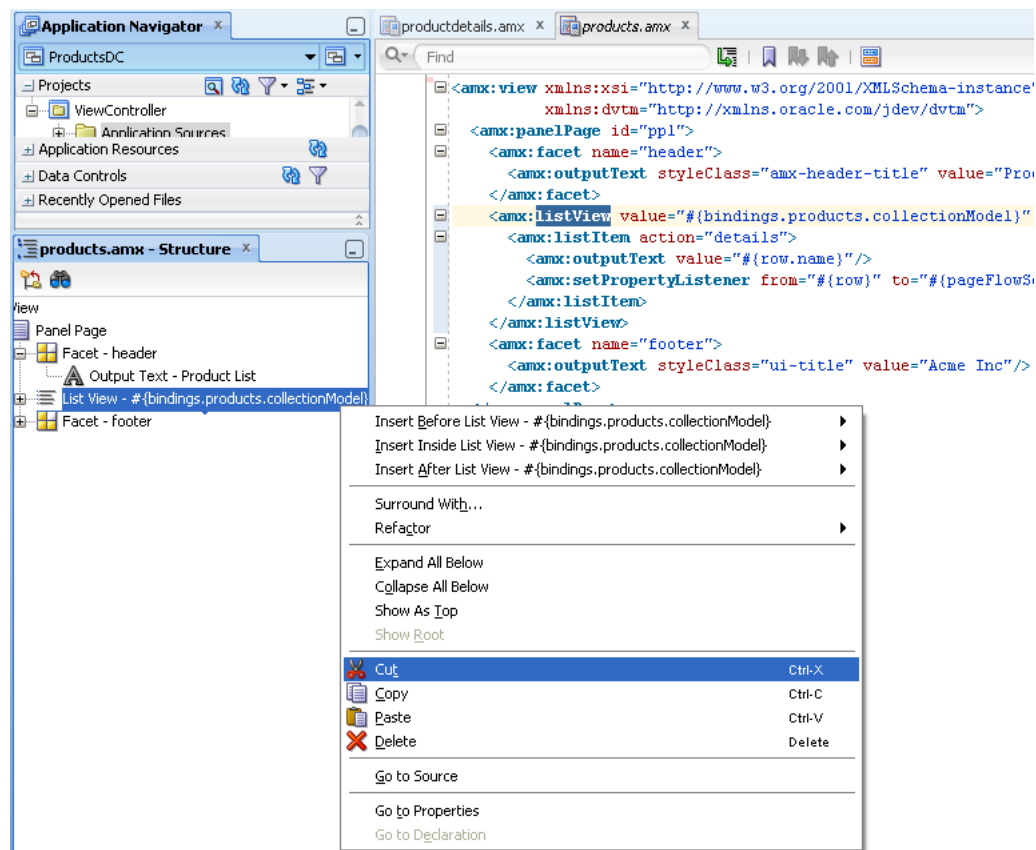 Application Navigator
ProductsDC
Projects
ViewController
Application Sources
Application Resources
Data Controls
Recently Opened Files
products.amx - Structure
View
Panel Page
Facet - header
Output Text - Product List
List View - #{bindings.products.collectionModel}
Facet - footer
productdetails.amx
products.amx
Find
<amx:view xmlns:xsi="http://www.w3.org/2001/XMLSchema-instance"
xmlns:dvtm="http://xmlns.oracle.com/jdev/dvtm">
<amx:panelPage id="pp1">
<amx:facet name="header">
<amx:outputText styleClass="amx-header-title" value="Pro
</amx:facet>
<amx:listView value="#{bindings.products.collectionModel}"
<amx:listItem action="details">
<amx:outputText value="#{row.name}"/>
<amx:setPropertyListener from="#{row}" to="#{pageFlowS
</amx:listItem>
</amx:listView>
<amx:facet name="footer">
<amx:outputText styleClass="ui-title" value="Acme Inc"/>
</amx:facet>
Insert Before List View - #{bindings.products.collectionModel}
Insert Inside List View - #{bindings.products.collectionModel}
Insert After List View - #{bindings.products.collectionModel}
Surround With...
Refactor
Expand All Below
Collapse All Below
Show As Top
Show Root
Cut Ctrl-X
Copy Ctrl-C
Paste Ctrl-V
Delete Delete
Go to Source
Go to Properties
Go to Declaration